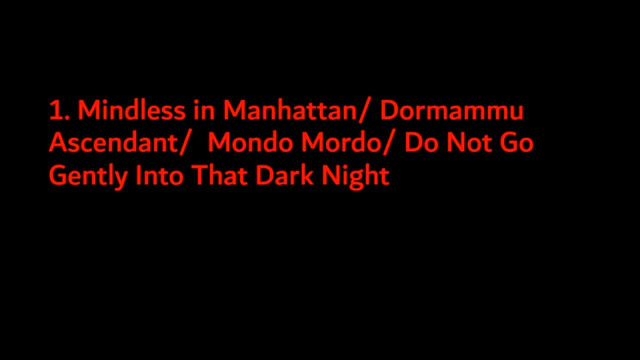 1. Mindless in Manhattan/ Dormammu
Ascendant/  Mondo Mordo/ Do Not Go
Gently Into That Dark Night